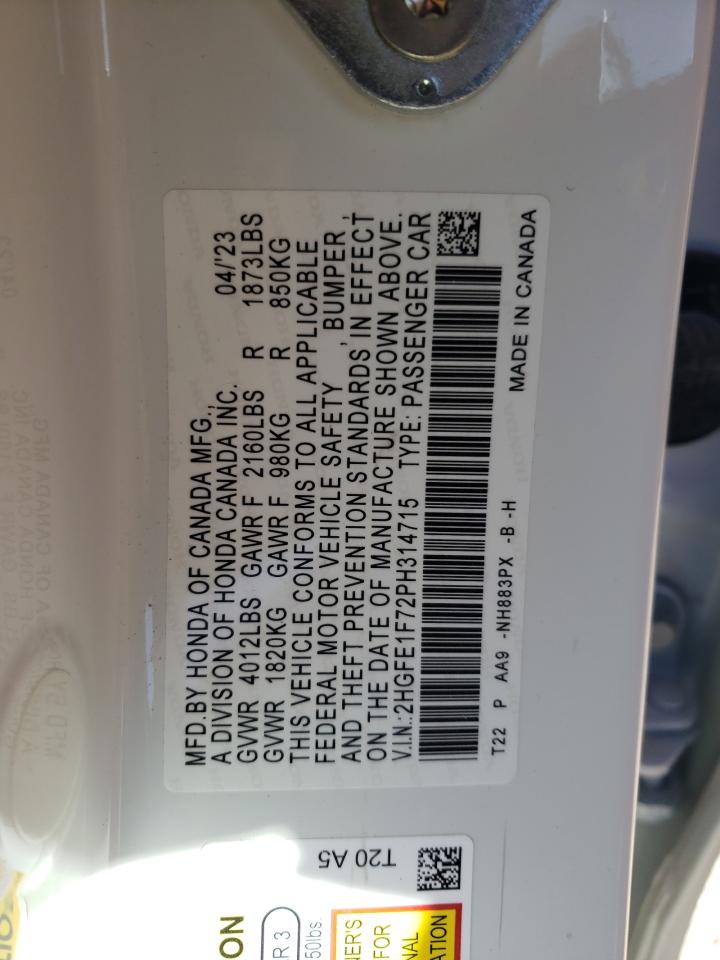 MFD.BY HONDA OF CANADA MFG., 04/'23
A DIVISION OF HONDA CANADA INC.
GVWR 4012LBS GAWR F 2160LBS R 1873LBS
GVWR 1820KG GAWR F 980KG R 850KG
THIS VEHICLE CONFORMS TO ALL APPLICABLE
FEDERAL MOTOR VEHICLE SAFETY , BUMPER ,
AND THEFT PREVENTION STANDARDS IN EFFECT
ON THE DATE OF MANUFACTURE SHOWN ABOVE.
V.I.N.:2HGFE1F72PH314715 TYPE: PASSENGER CAR
T22 P AA9 -NH883PX -B -H
MADE IN CANADA
T20 A5
R 3
50lbs.